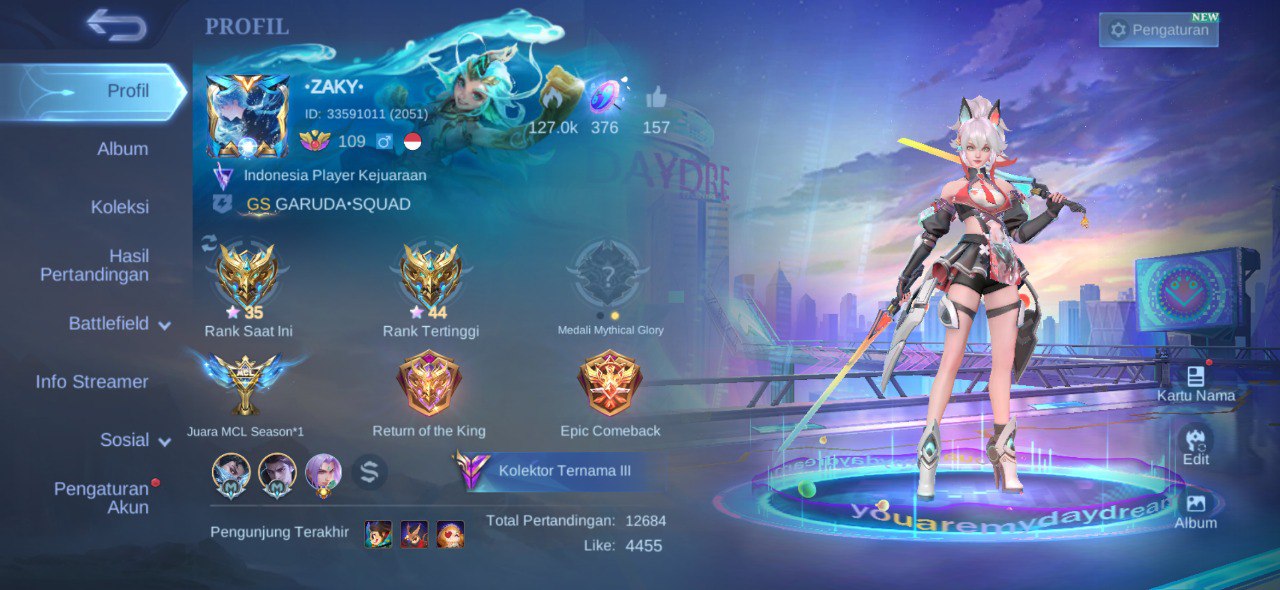 PROFIL
NEW
Pengaturan
Profil
Album
Koleksi
Hasil
Pertandingan
Battlefield
Info Streamer
Sosial
Pengaturan
Akun
•ZAKY•
ID: 33591011 (2051)
109
127.0k
376
157
Indonesia Player Kejuaraan
GS GARUDA•SQUAD
35
Rank Saat Ini
44
Rank Tertinggi
?
Medali Mythical Glory
MCL
Juara MCL Season*1
Return of the King
Epic Comeback
M
M
Kolektor Ternama III
Pengunjung Terakhir
Total Pertandingan: 12684
Like: 4455
DAYDRE
youaremydaydream
Kartu Nama
Edit
Album